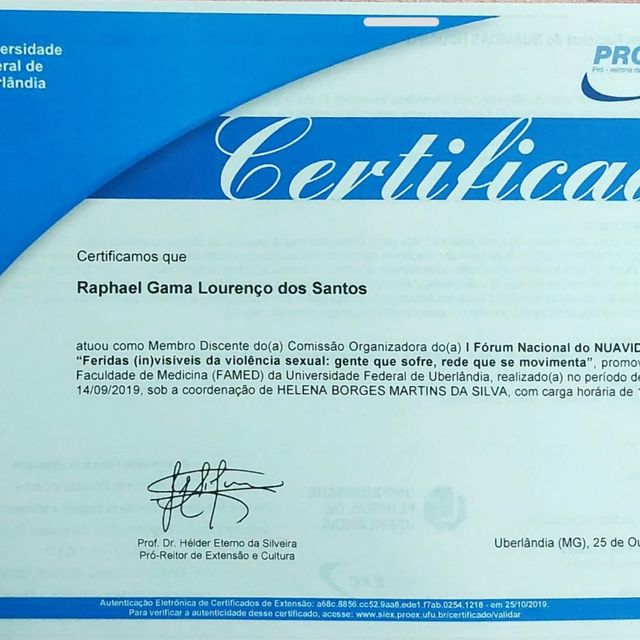 ersidade
eral de
erlândia
PROE
Pró - reitoria de
Certificad
Certificamos que
Raphael Gama Lourenço dos Santos
atuou como Membro Discente do(a) Comissão Organizadora do(a) I Fórum Nacional do NUAVID
“Feridas (in)visíveis da violência sexual: gente que sofre, rede que se movimenta”, promo
Faculdade de Medicina (FAMED) da Universidade Federal de Uberlândia, realizado(a) no período de
14/09/2019, sob a coordenação de HELENA BORGES MARTINS DA SILVA, com carga horária de 1
Prof. Dr. Hélder Eterno da Silveira
Pró-Reitor de Extensão e Cultura
Uberlândia (MG), 25 de Ou
Autenticação Eletrônica de Certificados de Extensão: a68c.8856.cc52.9aa8.ede1.f7ab.0254.1218 - em 25/10/2019.
Para verificar a autenticidade desse certificado, acesse: www.siex.proex.ufu.br/certificado/validar